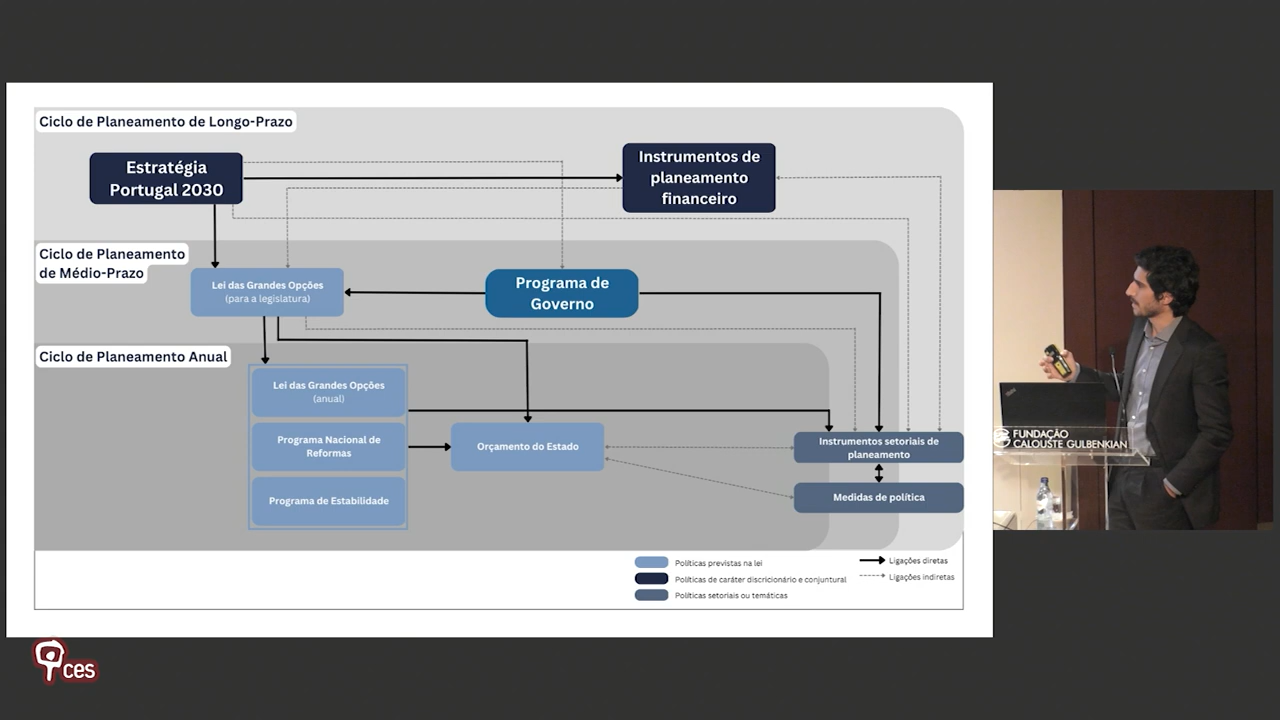 Ciclo de Planeamento de Longo-Prazo
Estratégia
Portugal 2030
Instrumentos de
planeamento
financeiro
Ciclo de Planeamento
de Médio-Prazo
Lei das Grandes Opções
(para a legislatura)
Programa de
Governo
Ciclo de Planeamento Anual
Lei das Grandes Opções
(anual)
Programa Nacional de
Reformas
Programa de Estabilidade
Orçamento do Estado
Instrumentos setoriais de
planeamento
Medidas de política
Políticas previstas na lei
Políticas de caráter discricionário e conjuntural
Políticas setoriais ou temáticas
Ligações diretas
Ligações indiretas
FUNDAÇÃO
CALOUSTE GULBENKIAN
ces